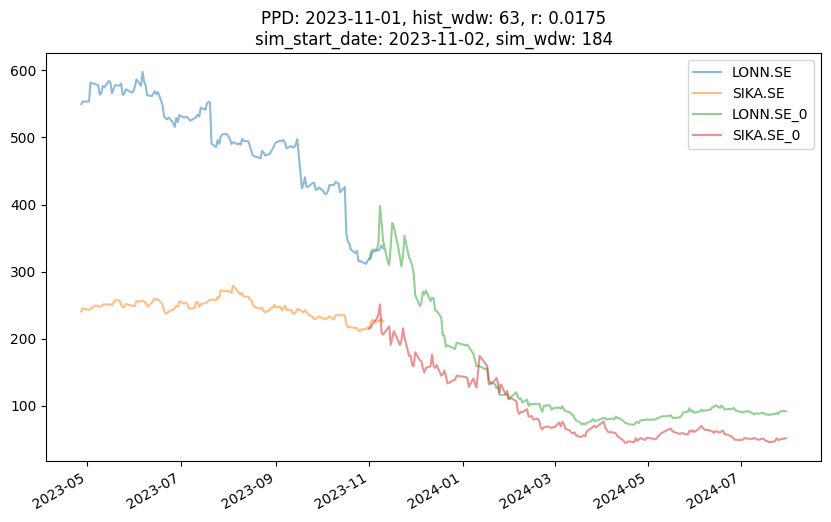 PPD: 2023-11-01, hist_wdw: 63, r: 0.0175
sim_start_date: 2023-11-02, sim_wdw: 184
LONN.SE
SIKA.SE
LONN.SE_0
SIKA.SE_0
600
500
400
300
200
100
2023-05
2023-07
2023-09
2023-11
2024-01
2024-03
2024-05
2024-07